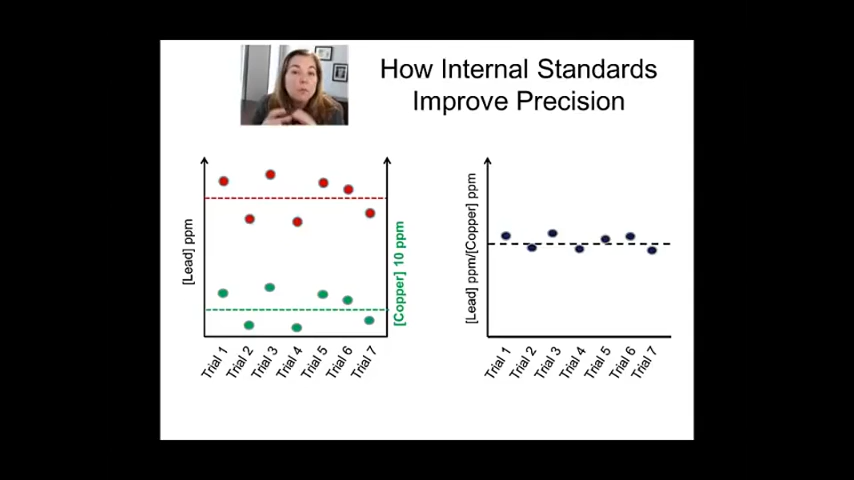 How Internal Standards
Improve Precision
[Lead] ppm
[Copper] 10 ppm
Trial 1
Trial 2
Trial 3
Trial 4
Trial 5
Trial 6
Trial 7
[Lead] ppm/[Copper] ppm
Trial 1
Trial 2
Trial 3
Trial 4
Trial 5
Trial 6
Trial 7